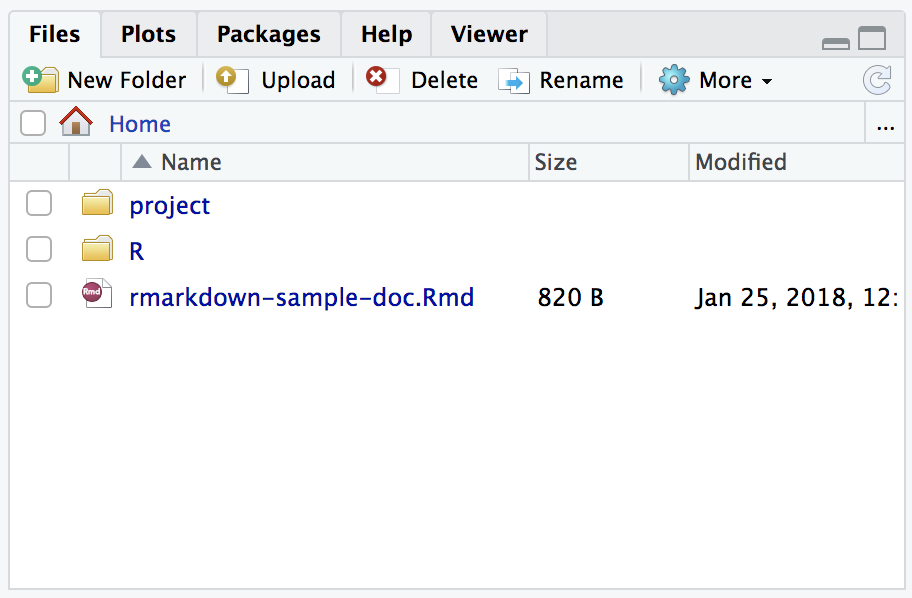 Files Plots Packages Help Viewer
New Folder Upload Delete Rename More
Home ...
Name Size Modified
project
R
Rmd rmarkdown-sample-doc.Rmd 820 B Jan 25, 2018, 12: